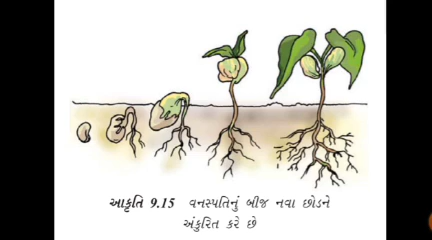 આકૃતિ 9.15 વનસ્પતિનું બીજ નવા છોડને
અંકુરિત કરે છે